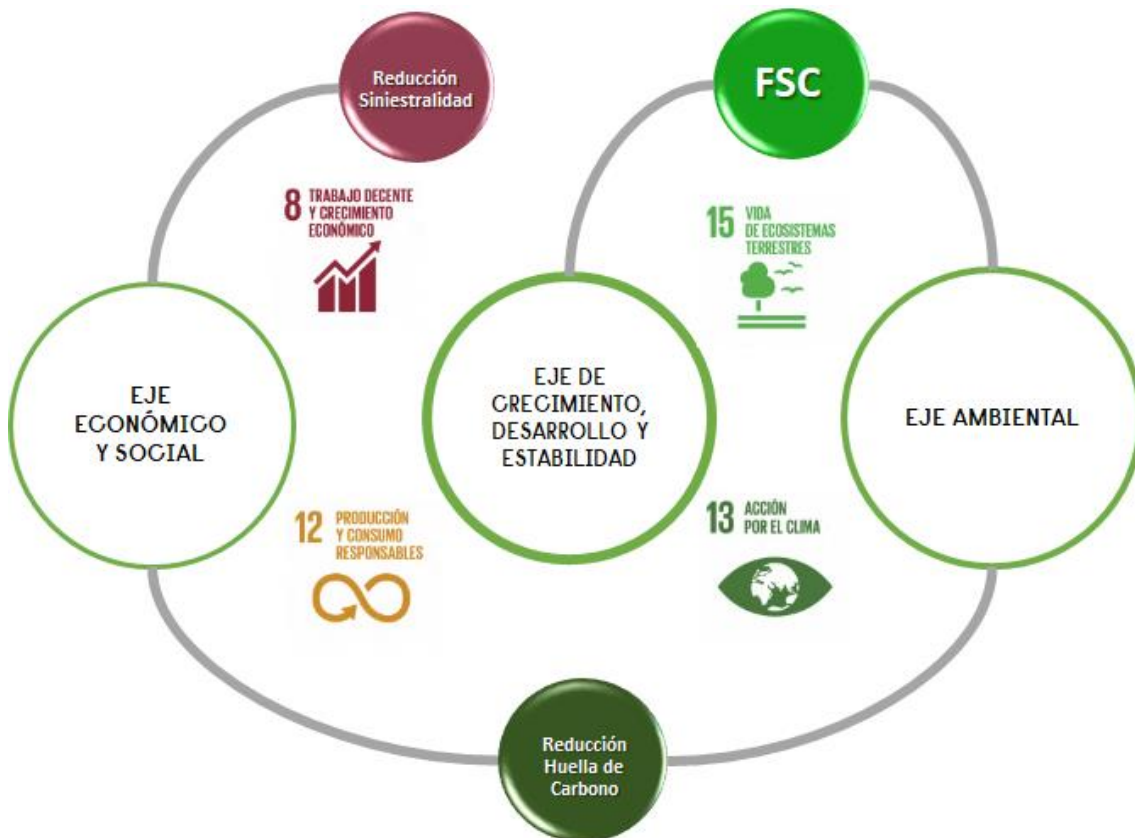 Reducción
Siniestralidad
FSC
8 TRABAJO DECENTE
Y CRECIMIENTO
ECONÓMICO
15 VIDA
DE ECOSISTEMAS
TERRESTRES
EJE
ECONÓMICO
Y SOCIAL
EJE DE
CRECIMIENTO,
DESARROLLO Y
ESTABILIDAD
EJE AMBIENTAL
12 PRODUCCIÓN
Y CONSUMO
RESPONSABLES
13 ACCIÓN
POR EL CLIMA
Reducción
Huella de
Carbono